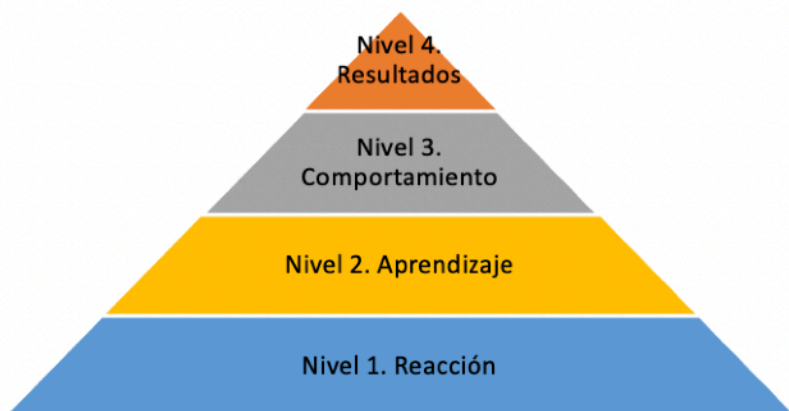 Nivel 4.
Resultados
Nivel 3.
Comportamiento
Nivel 2. Aprendizaje
Nivel 1. Reacción